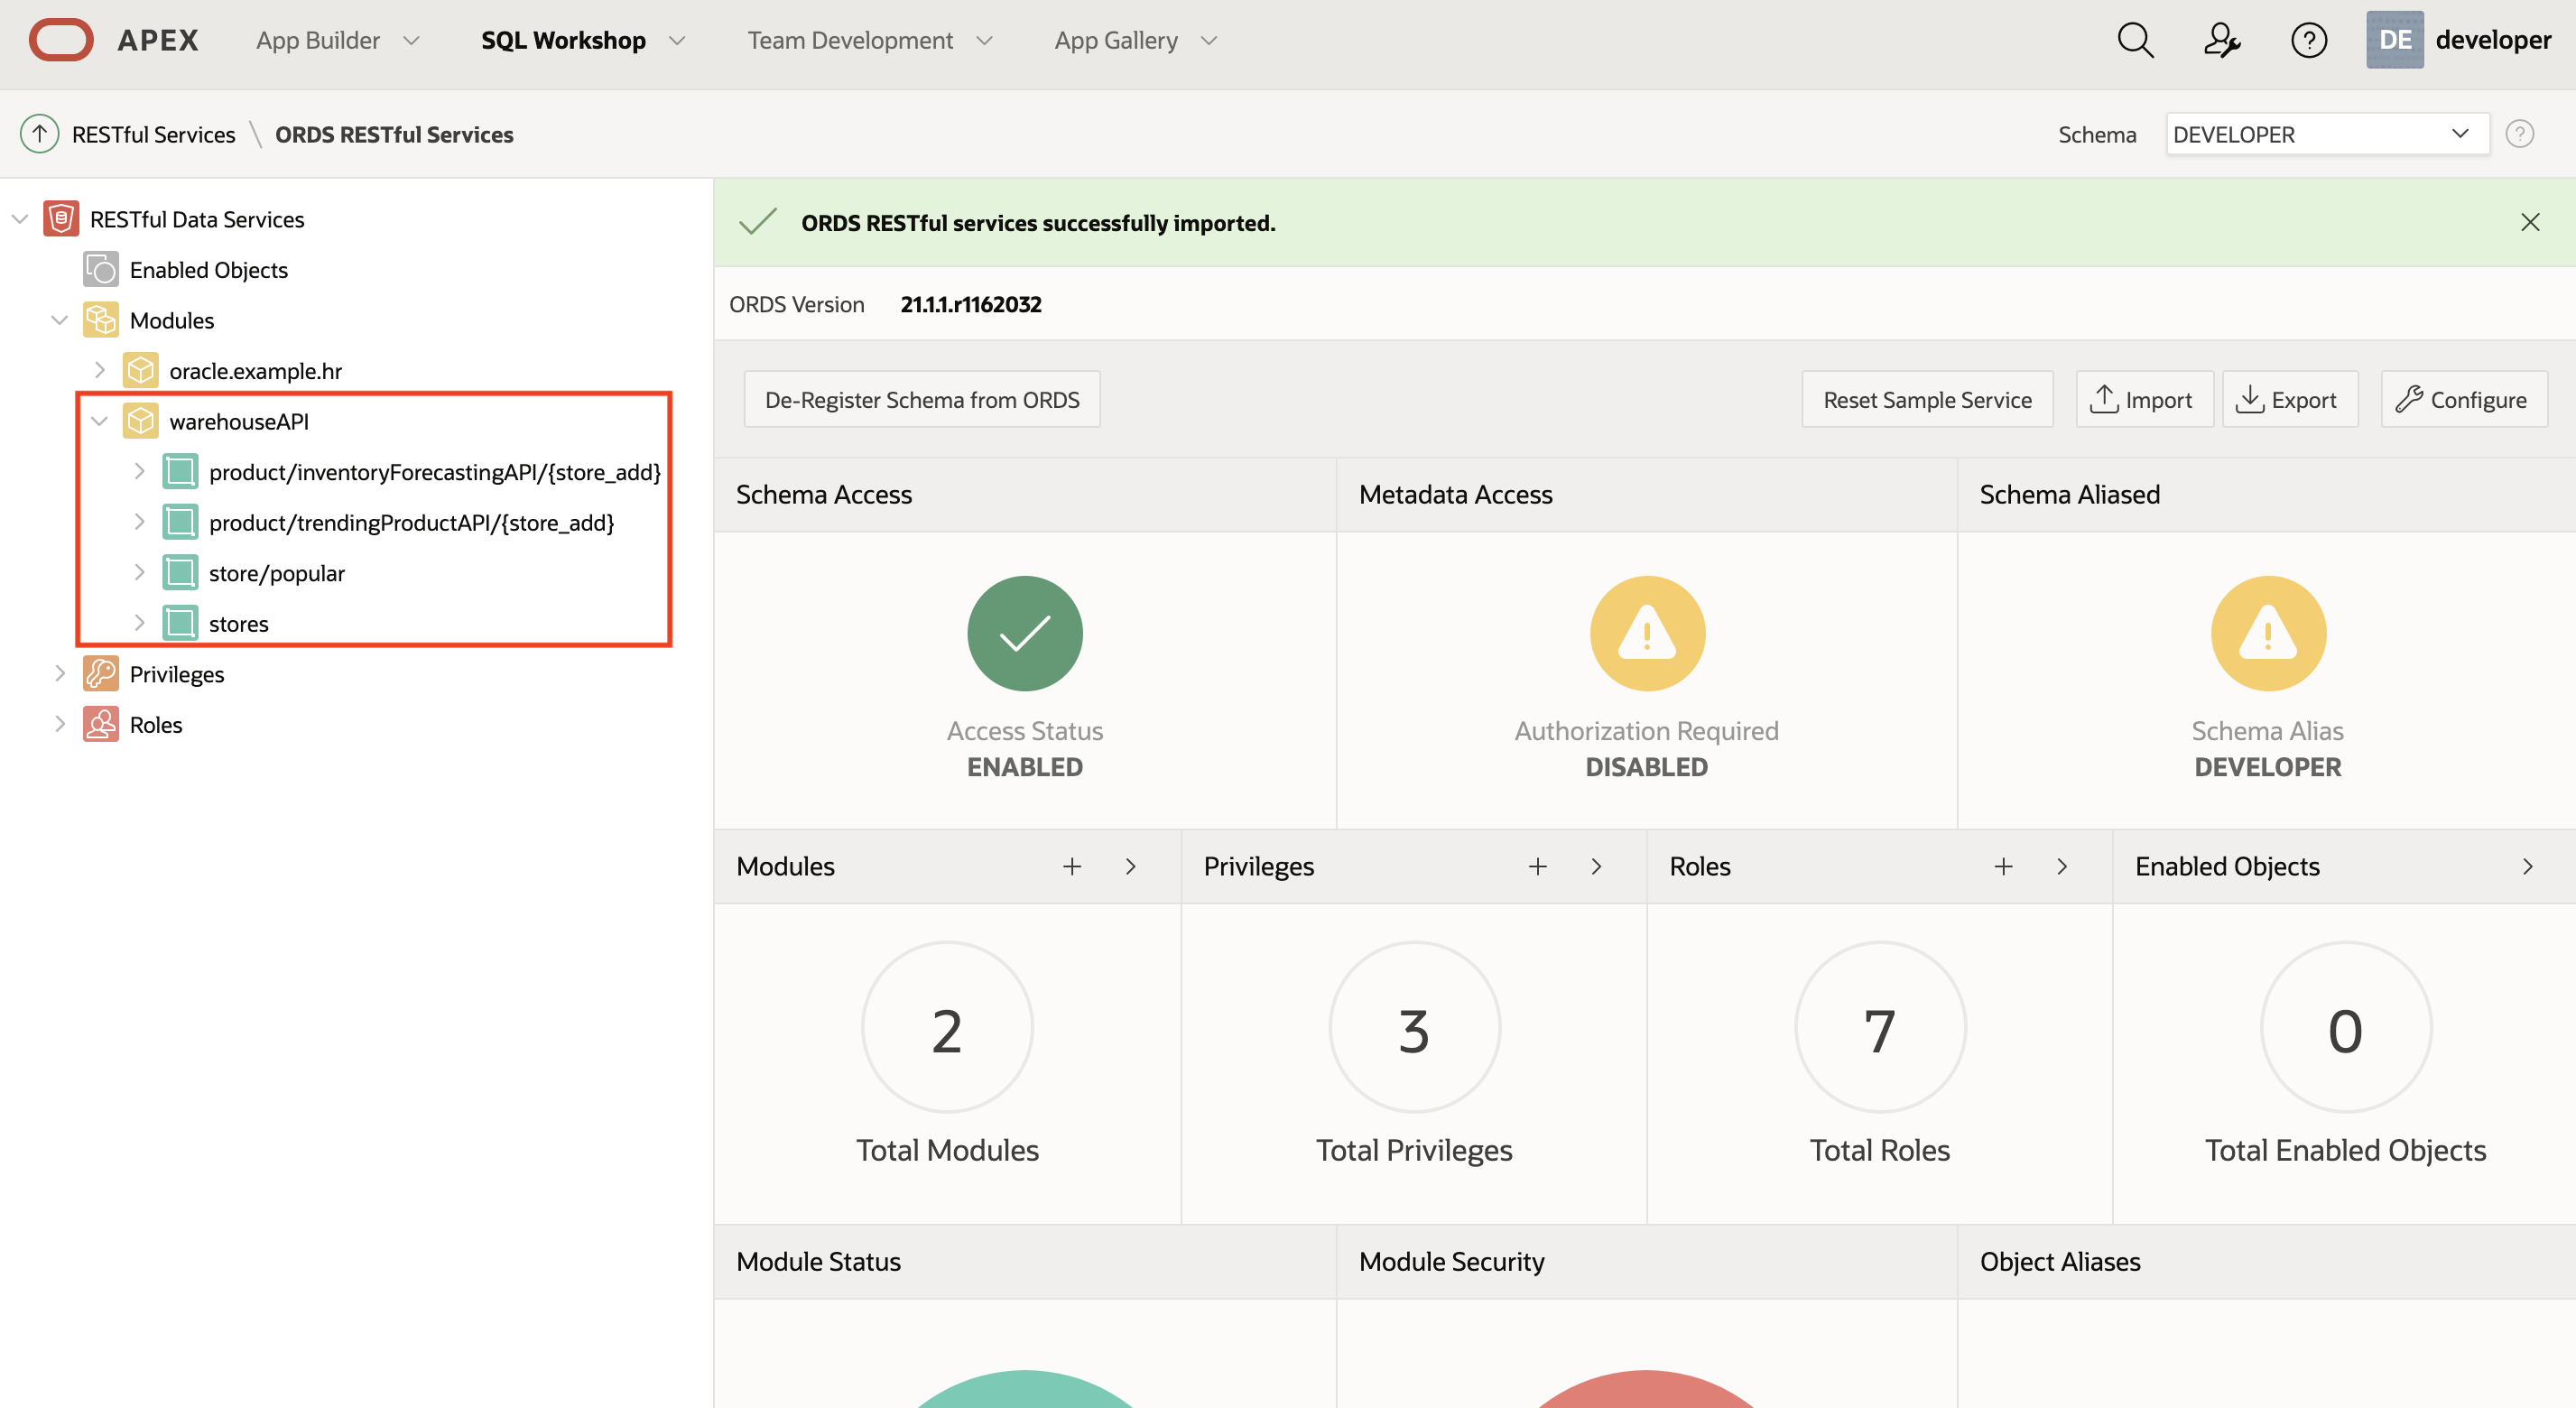 APEX App Builder SQL Workshop Team Development App Gallery ? DE developer
RESTful Services \ ORDS RESTful Services Schema DEVELOPER ?
RESTful Data Services
Enabled Objects
Modules
oracle.example.hr
warehouseAPI
product/inventoryForecastingAPI/{store_add}
product/trendingProductAPI/{store_add}
store/popular
stores
Privileges
Roles
ORDS RESTful services successfully imported.
ORDS Version 21.1.1.r1162032
De-Register Schema from ORDS Reset Sample Service Import Export Configure
Schema Access Metadata Access Schema Aliased
Access Status Authorization Required Schema Alias
ENABLED DISABLED DEVELOPER
Modules Privileges Roles Enabled Objects
2 3 7 0
Total Modules Total Privileges Total Roles Total Enabled Objects
Module Status Module Security Object Aliases